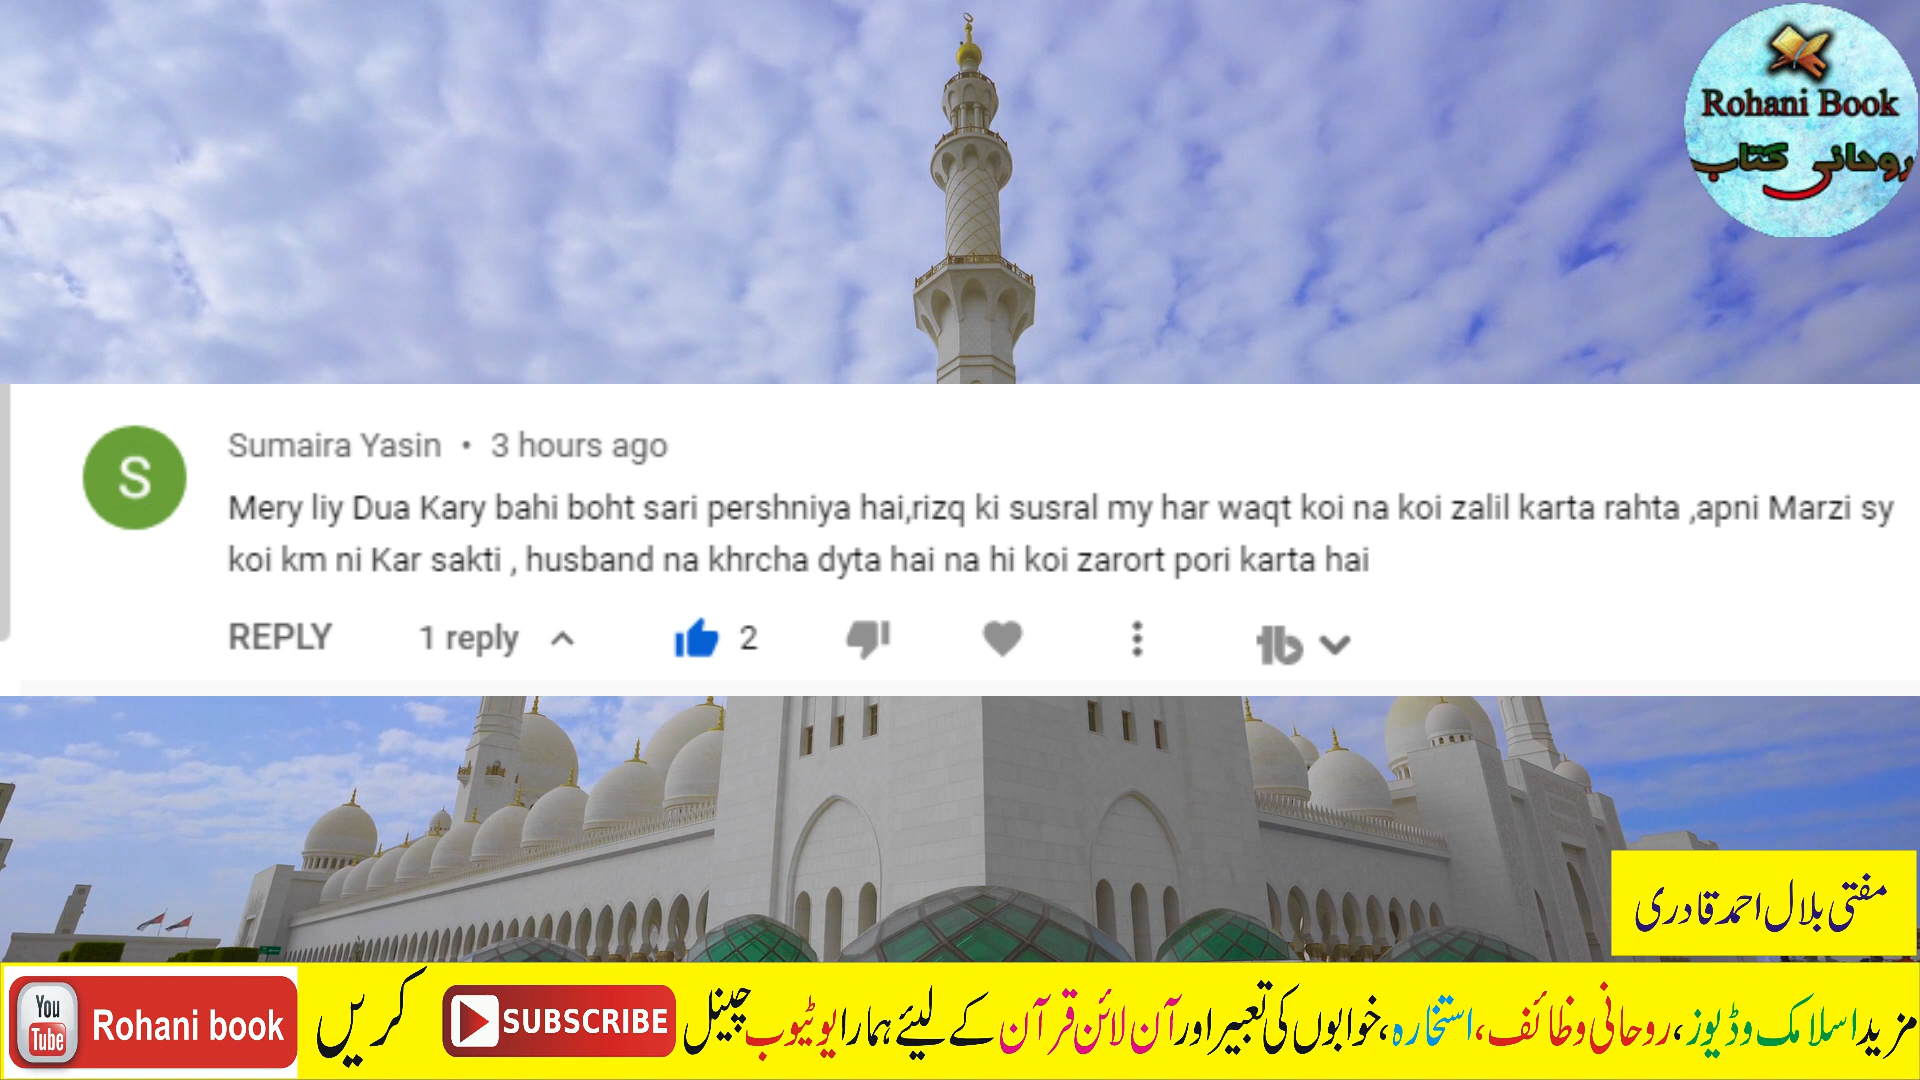 Rohani Book
روحانی کتاب
Sumaira Yasin • 3 hours ago
S
Mery liy Dua Kary bahi boht sari pershniya hai,rizq ki susral my har waqt koi na koi zalil karta rahta ,apni Marzi sy
koi km ni Kar sakti , husband na khrcha dyta hai na hi koi zarort pori karta hai
REPLY 1 reply 2
مفتی بلال احمد قادری
مزید اسلامک وڈیوز، روحانی وظائف، استخارہ، خوابوں کی تعبیر اور آن لائن قرآن کے لیئے ہمارا یوٹیوب چینل SUBSCRIBE کریں
You
Tube
Rohani book